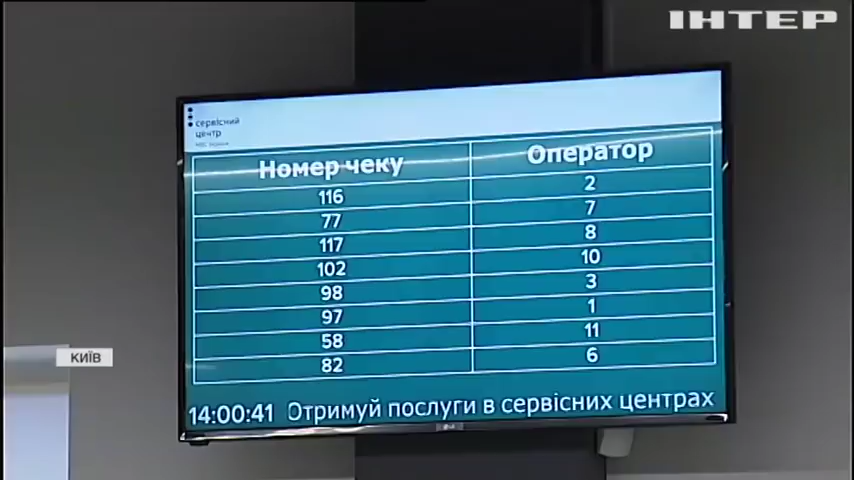 ІНТЕР
сервісний
центр
Номер чеку Оператор
116 2
77 7
117 8
102 10
98 3
97 1
58 11
82 6
14:00:41 Отримуй послуги в сервісних центрах
LG
КИЇВ